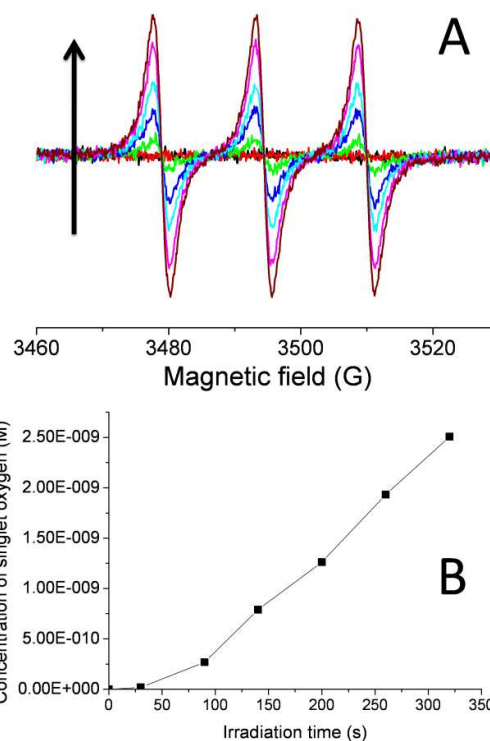 A
3460 3480 3500 3520
Magnetic field (G)
Concentration of singlet oxygen (M)
2.50E-009
2.00E-009
1.50E-009
1.00E-009
5.00E-010
0.00E+000
B
0 50 100 150 200 250 300 350
Irradiation time (s)